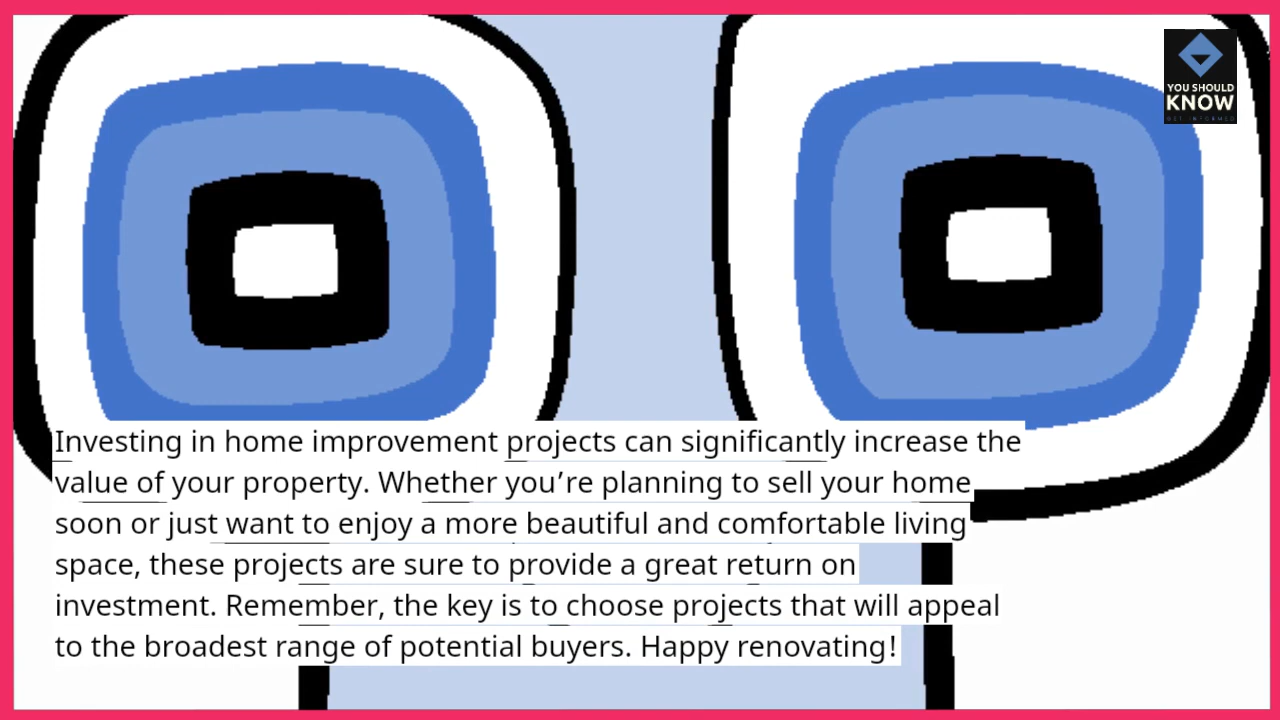 YOU SHOULD
KNOW
GET INFORMED
Investing in home improvement projects can significantly increase the
value of your property. Whether you’re planning to sell your home
soon or just want to enjoy a more beautiful and comfortable living
space, these projects are sure to provide a great return on
investment. Remember, the key is to choose projects that will appeal
to the broadest range of potential buyers. Happy renovating!